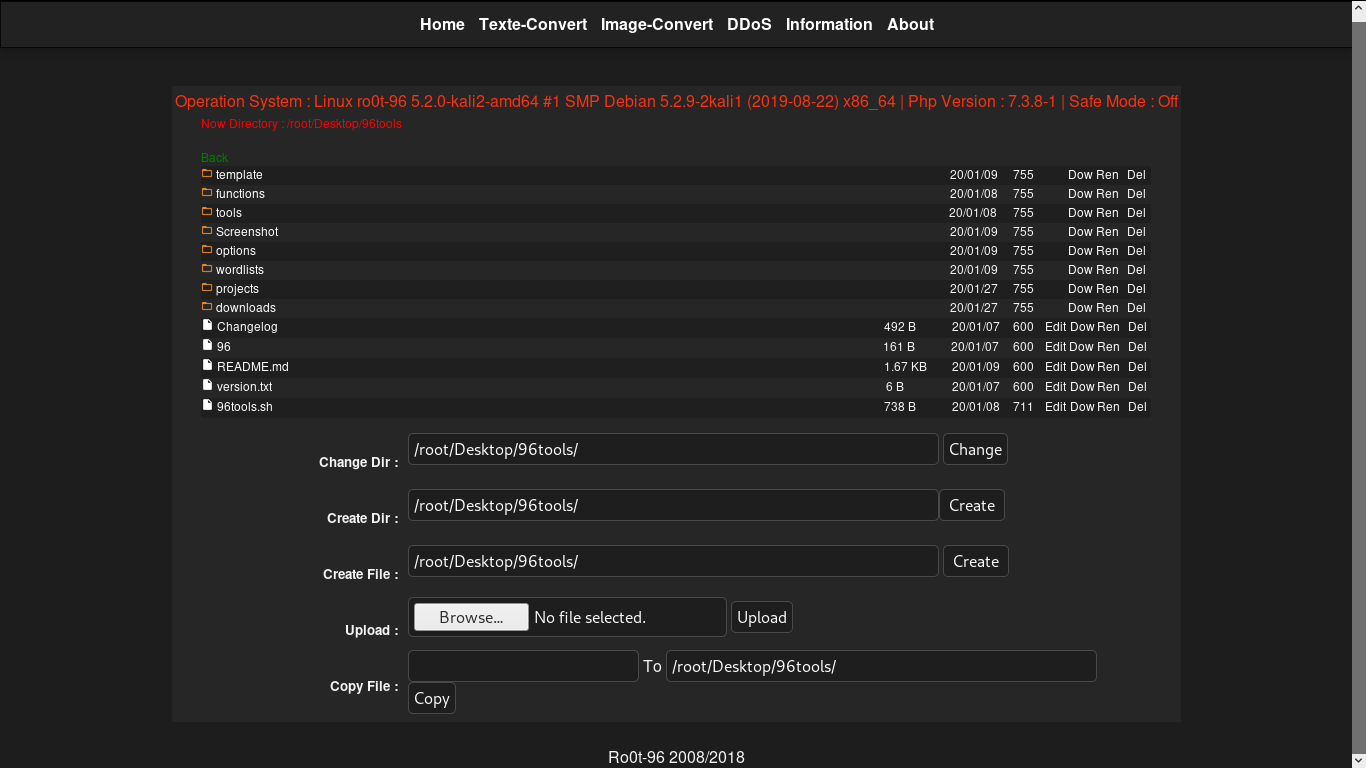 Home Texte-Convert Image-Convert DDoS Information About
Operation System : Linux ro0t-96 5.2.0-kali2-amd64 #1 SMP Debian 5.2.9-2kali1 (2019-08-22) x86_64 | Php Version : 7.3.8-1 | Safe Mode : Off
Now Directory : /root/Desktop/96tools
Back
template 20/01/09 755 Dow Ren Del
functions 20/01/08 755 Dow Ren Del
tools 20/01/08 755 Dow Ren Del
Screenshot 20/01/09 755 Dow Ren Del
options 20/01/09 755 Dow Ren Del
wordlists 20/01/09 755 Dow Ren Del
projects 20/01/27 755 Dow Ren Del
downloads 20/01/27 755 Dow Ren Del
Changelog 492 B 20/01/07 600 Edit Dow Ren Del
96 161 B 20/01/07 600 Edit Dow Ren Del
README.md 1.67 KB 20/01/09 600 Edit Dow Ren Del
version.txt 6 B 20/01/07 600 Edit Dow Ren Del
96tools.sh 738 B 20/01/08 711 Edit Dow Ren Del
Change Dir : /root/Desktop/96tools/ Change
Create Dir : /root/Desktop/96tools/ Create
Create File : /root/Desktop/96tools/ Create
Upload : Browse... No file selected. Upload
Copy File : To /root/Desktop/96tools/
Copy
Ro0t-96 2008/2018